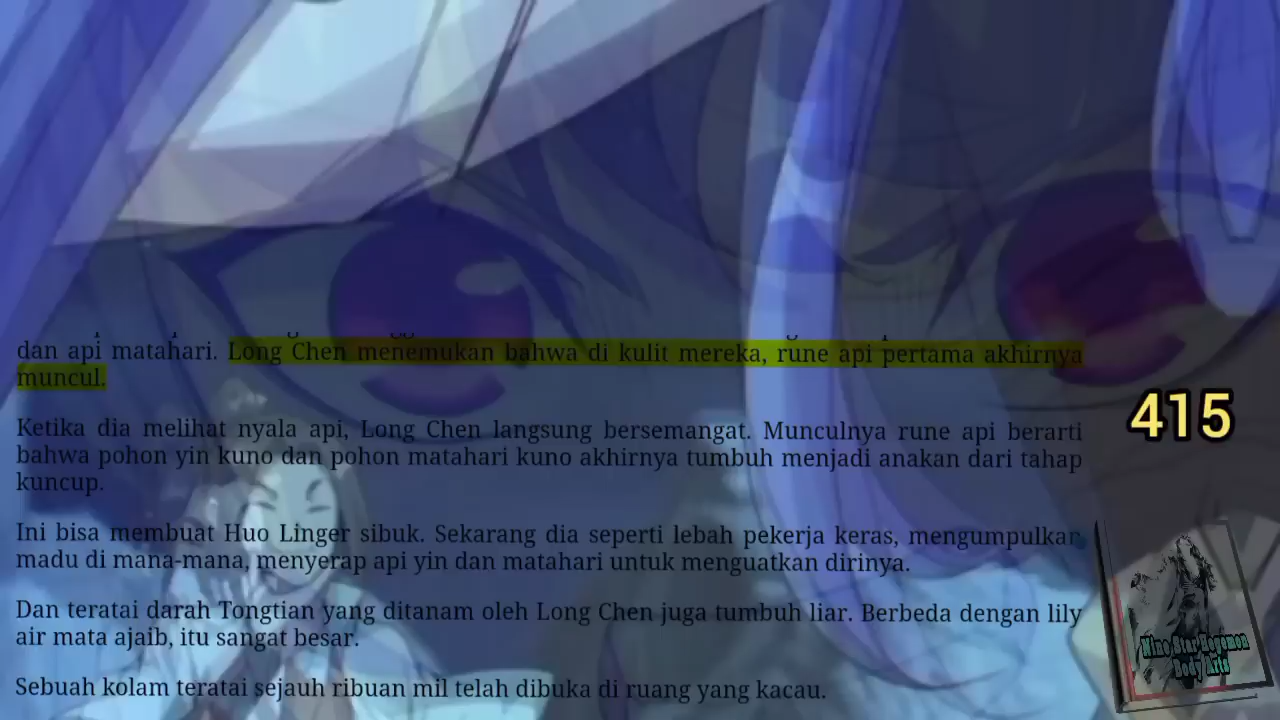 dan api matahari. Long Chen menemukan bahwa di kulit mereka, rune api pertama akhirnya
muncul.
Ketika dia melihat nyala api, Long Chen langsung bersemangat. Munculnya rune api berarti
bahwa pohon yin kuno dan pohon matahari kuno akhirnya tumbuh menjadi anakan dari tahap
kuncup.
Ini bisa membuat Huo Linger sibuk. Sekarang dia seperti lebah pekerja keras, mengumpulkan
madu di mana-mana, menyerap api yin dan matahari untuk menguatkan dirinya.
Dan teratai darah Tongtian yang ditanam oleh Long Chen juga tumbuh liar. Berbeda dengan lily
air mata ajaib, itu sangat besar.
Sebuah kolam teratai sejauh ribuan mil telah dibuka di ruang yang kacau.
415
Nine Star Hegemon
Body Arts